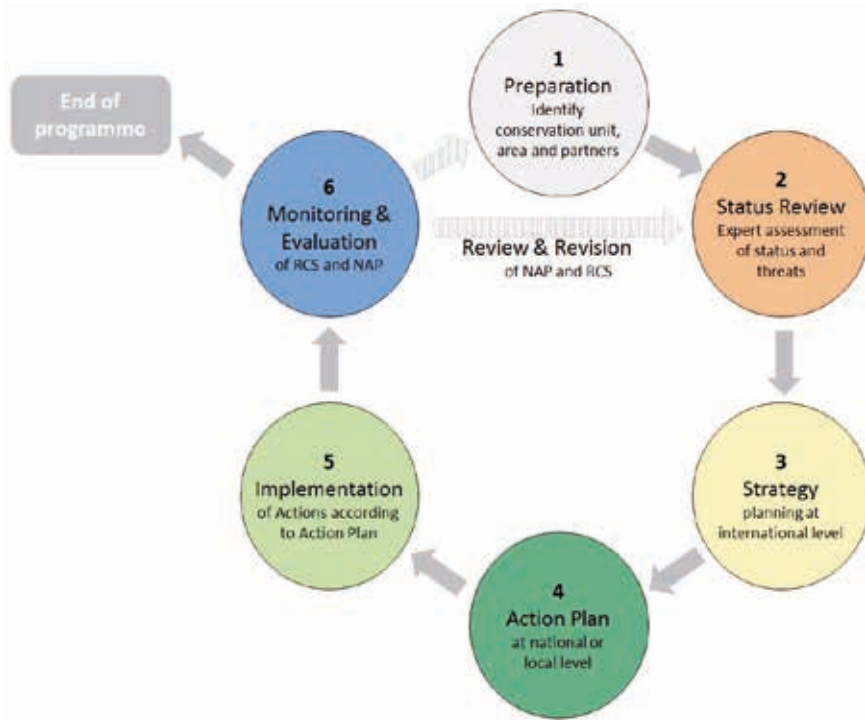 1
Preparation
Identify
conservation unit,
area and partners
End of
programmo
6
Monitoring &
Evaluation
of RCS and NAP
2
Status Review
Expert assessment
of status and
threats
Review & Revision
of NAP and RCS
5
Implementation
of Actions according
to Action Plan
3
Strategy
planning at
international level
4
Action Plan
at national or
local level